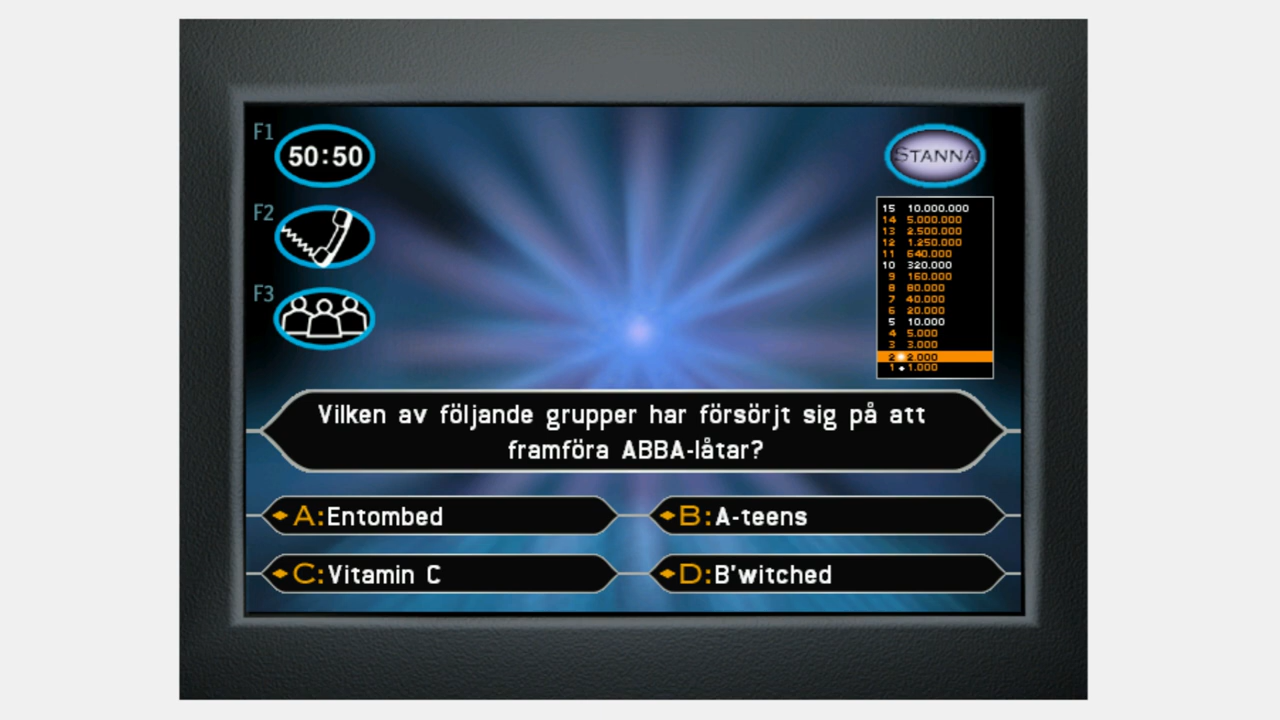 F1
50:50
STANNA
F2
F3
15 10.000.000
14 5.000.000
13 2.500.000
12 1.250.000
11 640.000
10 320.000
9 160.000
8 80.000
7 40.000
6 20.000
5 10.000
4 5.000
3 3.000
2 2.000
1 1.000
Vilken av följande grupper har försörjt sig på att
framföra ABBA-låtar?
A: Entombed
B: A-teens
C: Vitamin C
D: B'witched